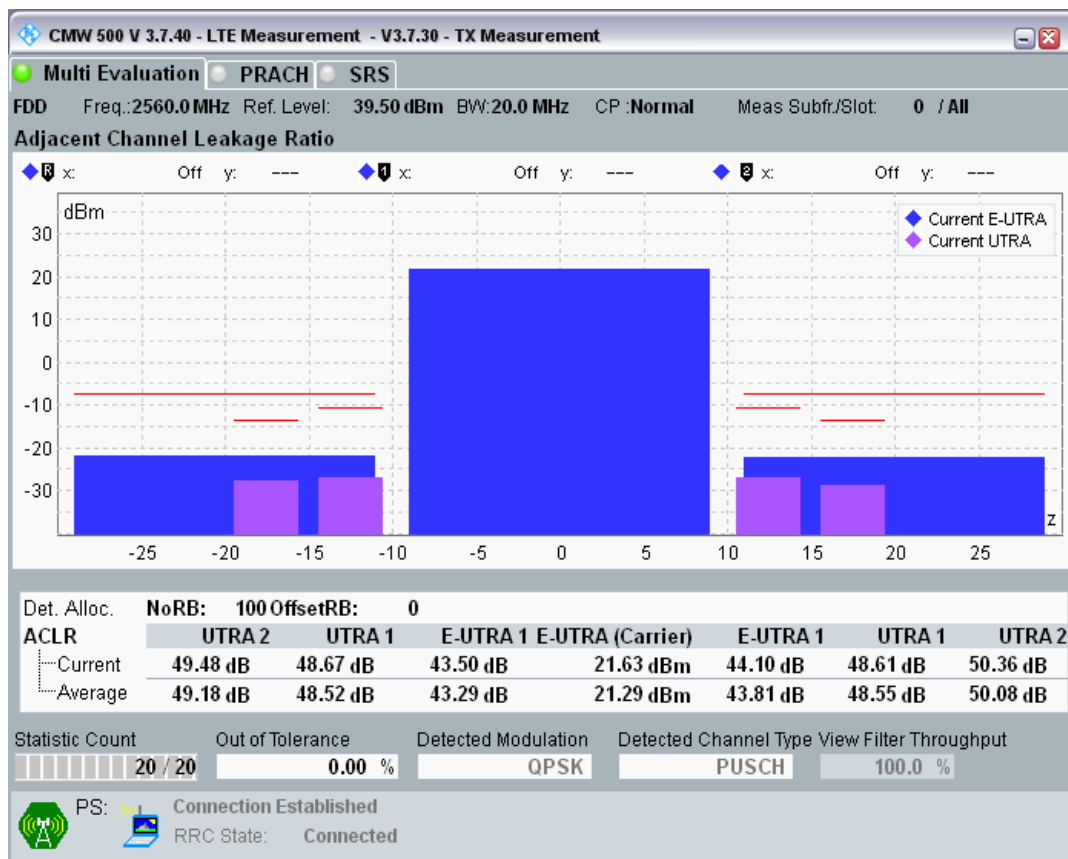 CMW 500 V 3.7.40 - LTE Measurement - V3.7.30 - TX Measurement
Multi Evaluation PRACH SRS
FDD Freq.:2560.0 MHz Ref. Level: 39.50 dBm BW:20.0 MHz CP :Normal Meas Subfr./Slot: 0 / All
Adjacent Channel Leakage Ratio
R x: Off y: --- 1 x: Off y: --- 2 x: Off y: ---
dBm
Current E-UTRA
Current UTRA
30
20
10
0
-10
-20
-30
z
-25 -20 -15 -10 -5 0 5 10 15 20 25
Det. Alloc. NoRB: 100 OffsetRB: 0
ACLR UTRA 2 UTRA 1 E-UTRA 1 E-UTRA (Carrier) E-UTRA 1 UTRA 1 UTRA 2
Current 49.48 dB 48.67 dB 43.50 dB 21.63 dBm 44.10 dB 48.61 dB 50.36 dB
Average 49.18 dB 48.52 dB 43.29 dB 21.29 dBm 43.81 dB 48.55 dB 50.08 dB
Statistic Count Out of Tolerance Detected Modulation Detected Channel Type View Filter Throughput
20 / 20 0.00 % QPSK PUSCH 100.0 %
PS: Connection Established
RRC State: Connected